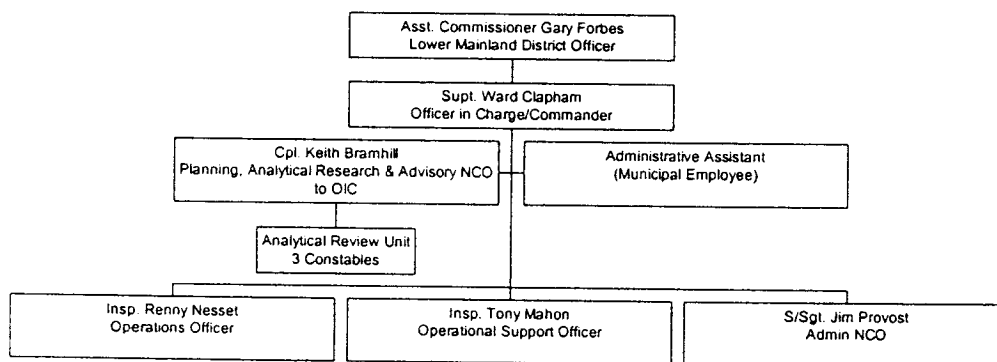 Asst. Commissioner Gary Forbes
Lower Mainland District Officer
Supt. Ward Clapham
Officer in Charge/Commander
Cpl. Keith Bramhill
Planning, Analytical Research & Advisory NCO
to OIC
Administrative Assistant
(Municipal Employee)
Analytical Review Unit
3 Constables
Insp. Renny Nesset
Operations Officer
Insp. Tony Mahon
Operational Support Officer
S/Sgt. Jim Provost
Admin NCO